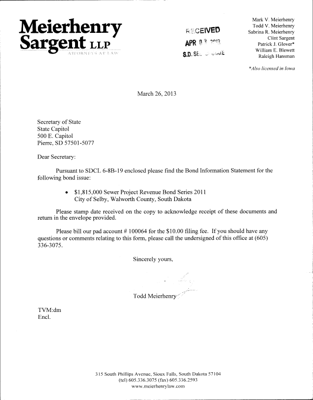 Meierhenry
Sargent LLP
ATTORNEYS AT LAW
RECEIVED
APR
S.D. SEC.
Mark V. Meierhenry
Todd V. Meierhenry
Sabrina R. Meierhenry
Clint Sargent
Patrick J. Glover*
William E. Blewett
Raleigh Hansman
*Also licensed in Iowa
March 26, 2013
Secretary of State
State Capitol
500 E. Capitol
Pierre, SD 57501-5077
Dear Secretary:
Pursuant to SDCL 6-8B-19 enclosed please find the Bond Information Statement for the
following bond issue:
• $1,815,000 Sewer Project Revenue Bond Series 2011
City of Selby, Walworth County, South Dakota
Please stamp date received on the copy to acknowledge receipt of these documents and
return in the envelope provided.
Please bill our pad account # 100064 for the $10.00 filing fee. If you should have any
questions or comments relating to this form, please call the undersigned of this office at (605)
336-3075.
Sincerely yours,
Todd Meierhenry
TVM:dm
Encl.
315 South Phillips Avenue, Sioux Falls, South Dakota 57104
(tel) 605.336.3075 (fax) 605.336.2593
www.meierhenrylaw.com